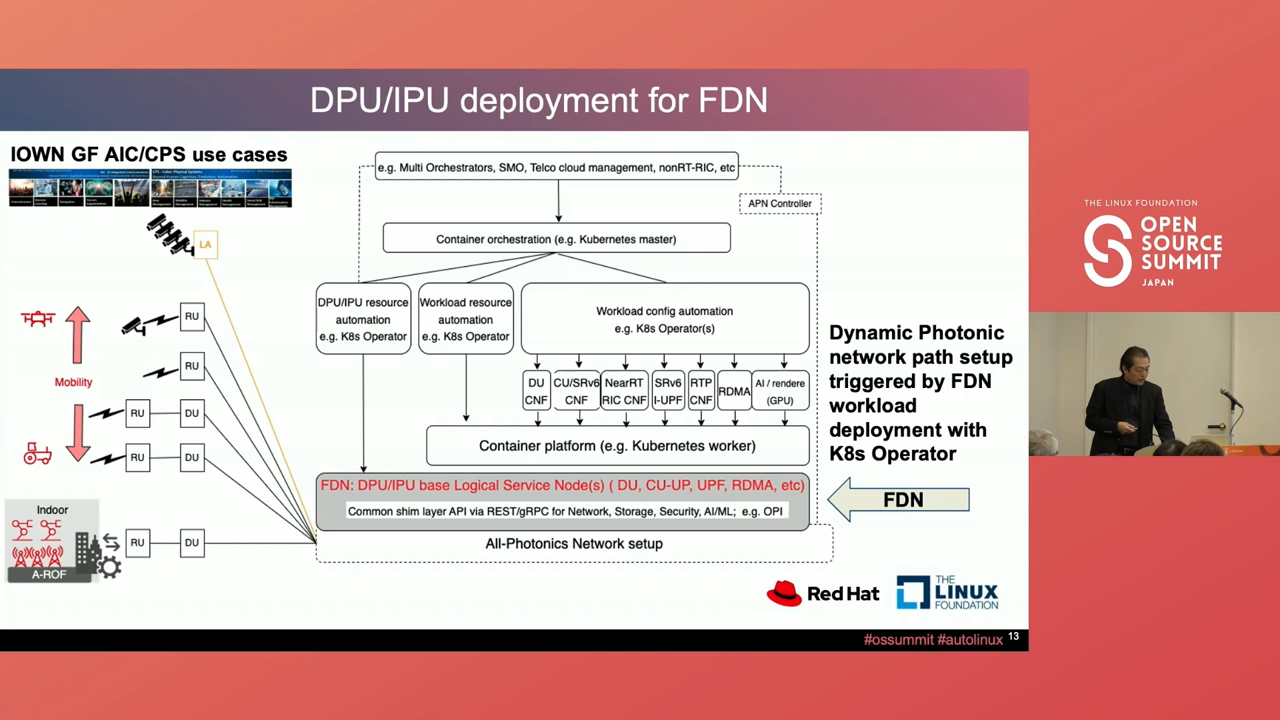 DPU/IPU deployment for FDN
IOWN GF AIC/CPS use cases
LA
RU
RU
Mobility
RU
DU
RU
DU
Indoor
A-ROF
RU
DU
e.g. Multi Orchestrators, SMO, Telco cloud management, nonRT-RIC, etc
APN Controller
Container orchestration (e.g. Kubernetes master)
DPU/IPU resource
automation
e.g. K8s Operator
Workload resource
automation
e.g. K8s Operator
Workload config automation
e.g. K8s Operator(s)
DU
CNF
CU/SRv6
CNF
NearRT
RIC CNF
SRv6
I-UPF
RTP
CNF
RDMA
AI / rendere
(GPU)
Container platform (e.g. Kubernetes worker)
FDN: DPU/IPU base Logical Service Node(s) ( DU, CU-UP, UPF, RDMA, etc)
Common shim layer API via REST/gRPC for Network, Storage, Security, AI/ML; e.g. OPI
All-Photonics Network setup
Dynamic Photonic
network path setup
triggered by FDN
workload
deployment with
K8s Operator
FDN
Red Hat
THE
LINUX
FOUNDATION
#ossummit #autolinux 13
THE LINUX FOUNDATION
OPEN
SOURCE
SUMMIT
JAPAN